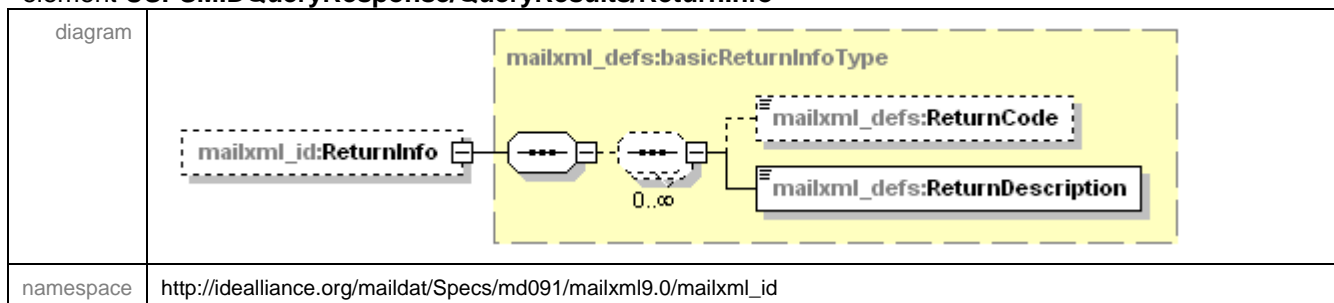 element USPSMIDQueryResponse/QueryResults/ReturnInfo
diagram
mailxml_defs:basicReturnInfoType
mailxml_defs:ReturnCode
mailxml_id:ReturnInfo
0..∞
mailxml_defs:ReturnDescription
namespace
http://idealliance.org/maildat/Specs/md091/mailxml9.0/mailxml_id